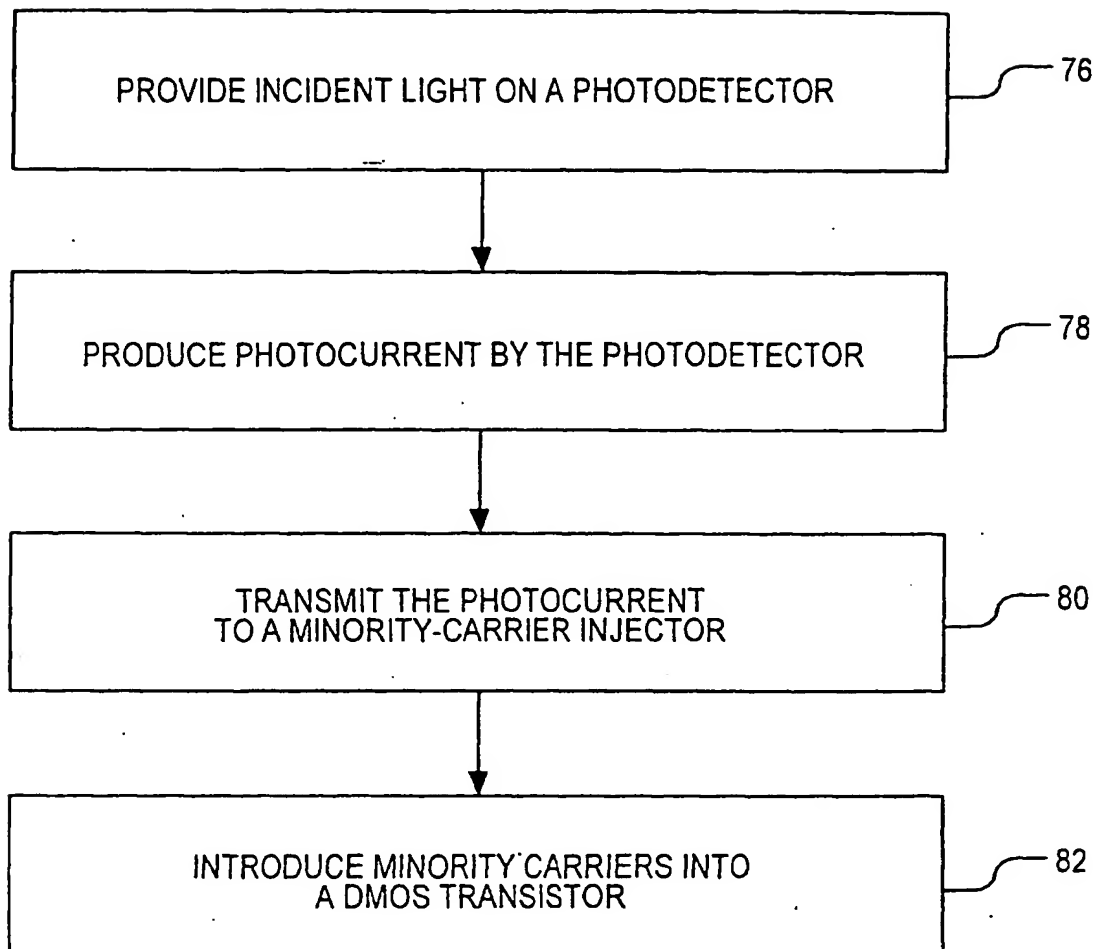 PROVIDE INCIDENT LIGHT ON A PHOTODETECTOR
76
PRODUCE PHOTOCURRENT BY THE PHOTODETECTOR
78
TRANSMIT THE PHOTOCURRENT
TO A MINORITY-CARRIER INJECTOR
80
INTRODUCE MINORITY CARRIERS INTO
A DMOS TRANSISTOR
82